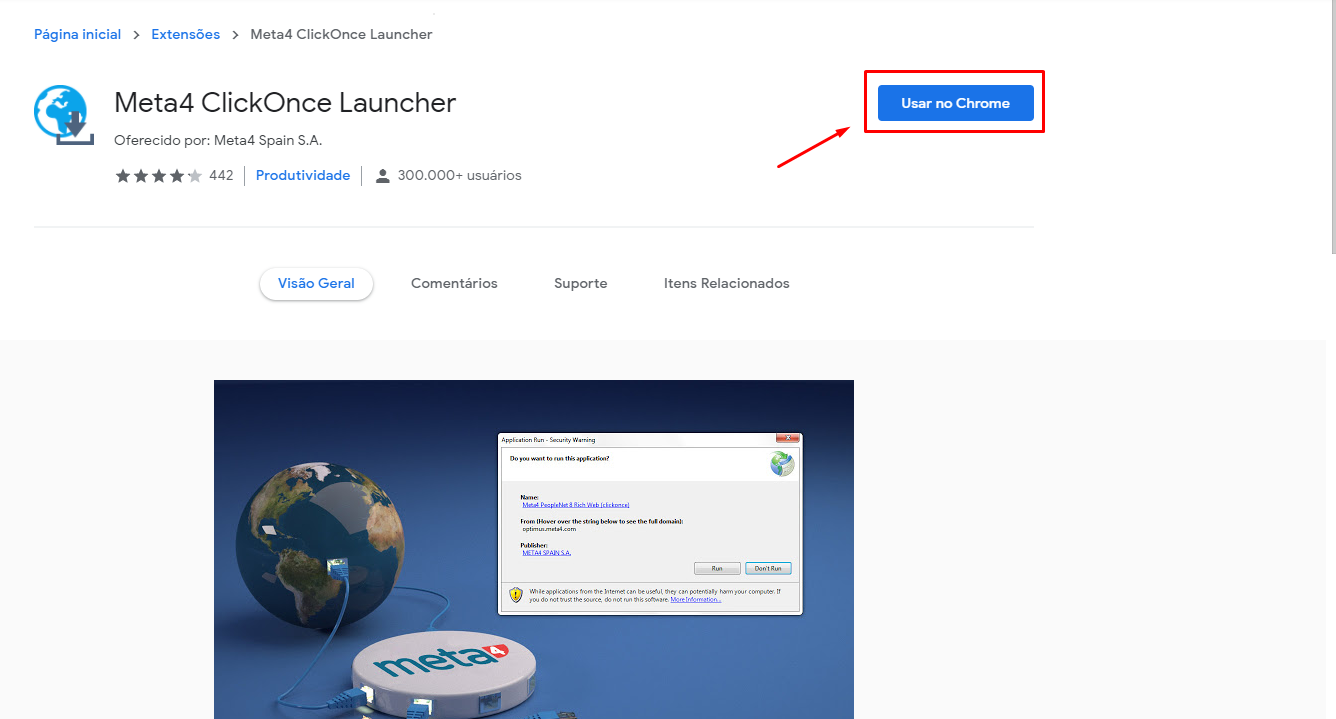 Página inicial > Extensões > Meta4 ClickOnce Launcher
Meta4 ClickOnce Launcher
Usar no Chrome
Oferecido por: Meta4 Spain S.A.
442 Produtividade 300.000+ usuários
Visão Geral Comentários Suporte Itens Relacionados
Application Run - Security Warning
Do you want to run this application?
Name:
Meta4 PeopleNet 8 Rich Web (clickonce)
From (Hover over the string below to see the full domain):
optimus.meta4.com
Publisher:
META4 SPAIN S.A.
Run Don't Run
While applications from the Internet can be useful, they can potentially harm your computer. If
you do not trust the source, do not run this software. More Information...
meta4